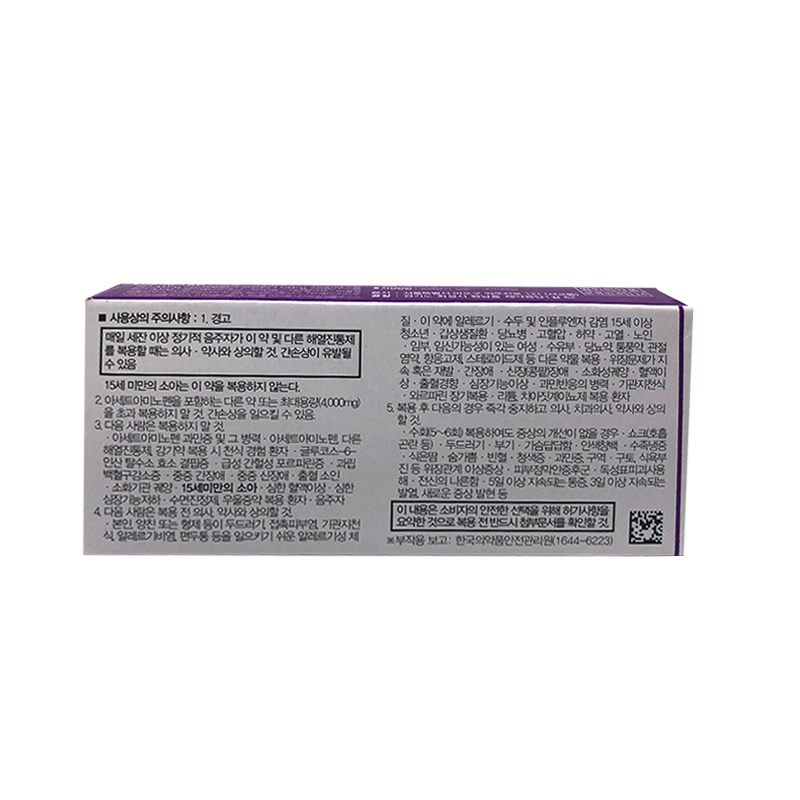 ■ 사용상의 주의사항 : 1. 경고
매일 세잔 이상 정기적 음주자가 이 약 및 다른 해열진통제
를 복용할 때는 의사 · 약사와 상의할 것. 간손상이 유발될
수 있음
15세 미만의 소아는 이 약을 복용하지 않는다.
2. 아세트아미노펜을 포함하는 다른 약 또는 최대용량(4,000mg)
을 초과 복용하지 말 것. 간손상을 일으킬 수 있음.
3. 다음 사람은 복용하지 말 것.
· 아세트아미노펜 과민증 및 그 병력 · 아세트아미노펜, 다른
해열진통제, 감기약 복용 시 천식 경험 환자 · 글루코스-6-
인산 탈수소 효소 결핍증 · 급성 간헐성 포르피린증 · 과립
백혈구감소증 · 중증 간장애 · 중증 신장애 · 출혈 소인
· 소화기관 궤양 · 15세미만의 소아 · 심한 혈액이상 · 심한
심장기능저하 · 수면진정제, 우울증약 복용 환자 · 음주자
4. 다음 사람은 복용 전 의사, 약사와 상의할 것.
· 본인, 양친 또는 형제 등이 두드러기, 접촉피부염, 기관지천
식, 알레르기비염, 편두통 등을 일으키기 쉬운 알레르기성 체
질 · 이 약에 알레르기 · 수두 및 인플루엔자 감염 15세 이상
청소년 · 갑상샘질환 · 당뇨병 · 고혈압 · 허약 · 고열 · 노인
· 임부, 임신가능성이 있는 여성 · 수유부 · 당뇨약, 통풍약, 관절
염약, 항응고제, 스테로이드제 등 다른 약물 복용 · 위장문제가 지
속 혹은 재발 · 간장애 · 신장(콩팥)장애 · 소화성궤양 · 혈액이
상 · 출혈경향 · 심장기능이상 · 과민반응의 병력 · 기관지천식
· 와르파린 장기복용 · 리튬, 치아짓계이뇨제 복용 환자
5. 복용 후 다음의 경우 즉각 중지하고 의사, 치과의사, 약사와 상의
할 것.
· 수회(5~6회) 복용하여도 증상의 개선이 없을 경우 · 쇼크(호흡
곤란 등) · 두드러기 · 부기 · 가슴답답함 · 안색창백 · 수족냉증
· 식은땀 · 숨가쁨 · 빈혈 · 청색증 · 과민증, 구역 · 구토, 식욕부
진 등 위장관계 이상증상 · 피부점막안증후군 · 독성표피괴사용
해 · 전신의 나른함 · 5일 이상 지속되는 통증, 3일 이상 지속되는
발열, 새로운 증상 발현 등
이 내용은 소비자의 안전한 선택을 위해 허가사항을
요약한 것으로 복용 전 반드시 첨부문서를 확인할 것.
※부작용 보고 : 한국의약품안전관리원(1644-6223)